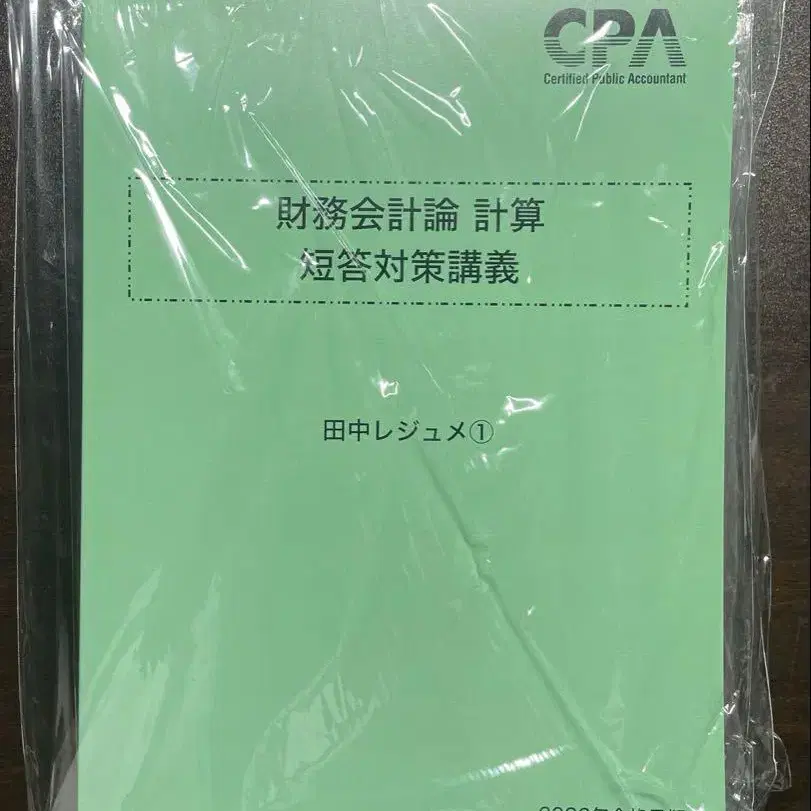 CPA
Certified Public Accountant
財務会計論 計算
短答対策講義
田中レジュメ①